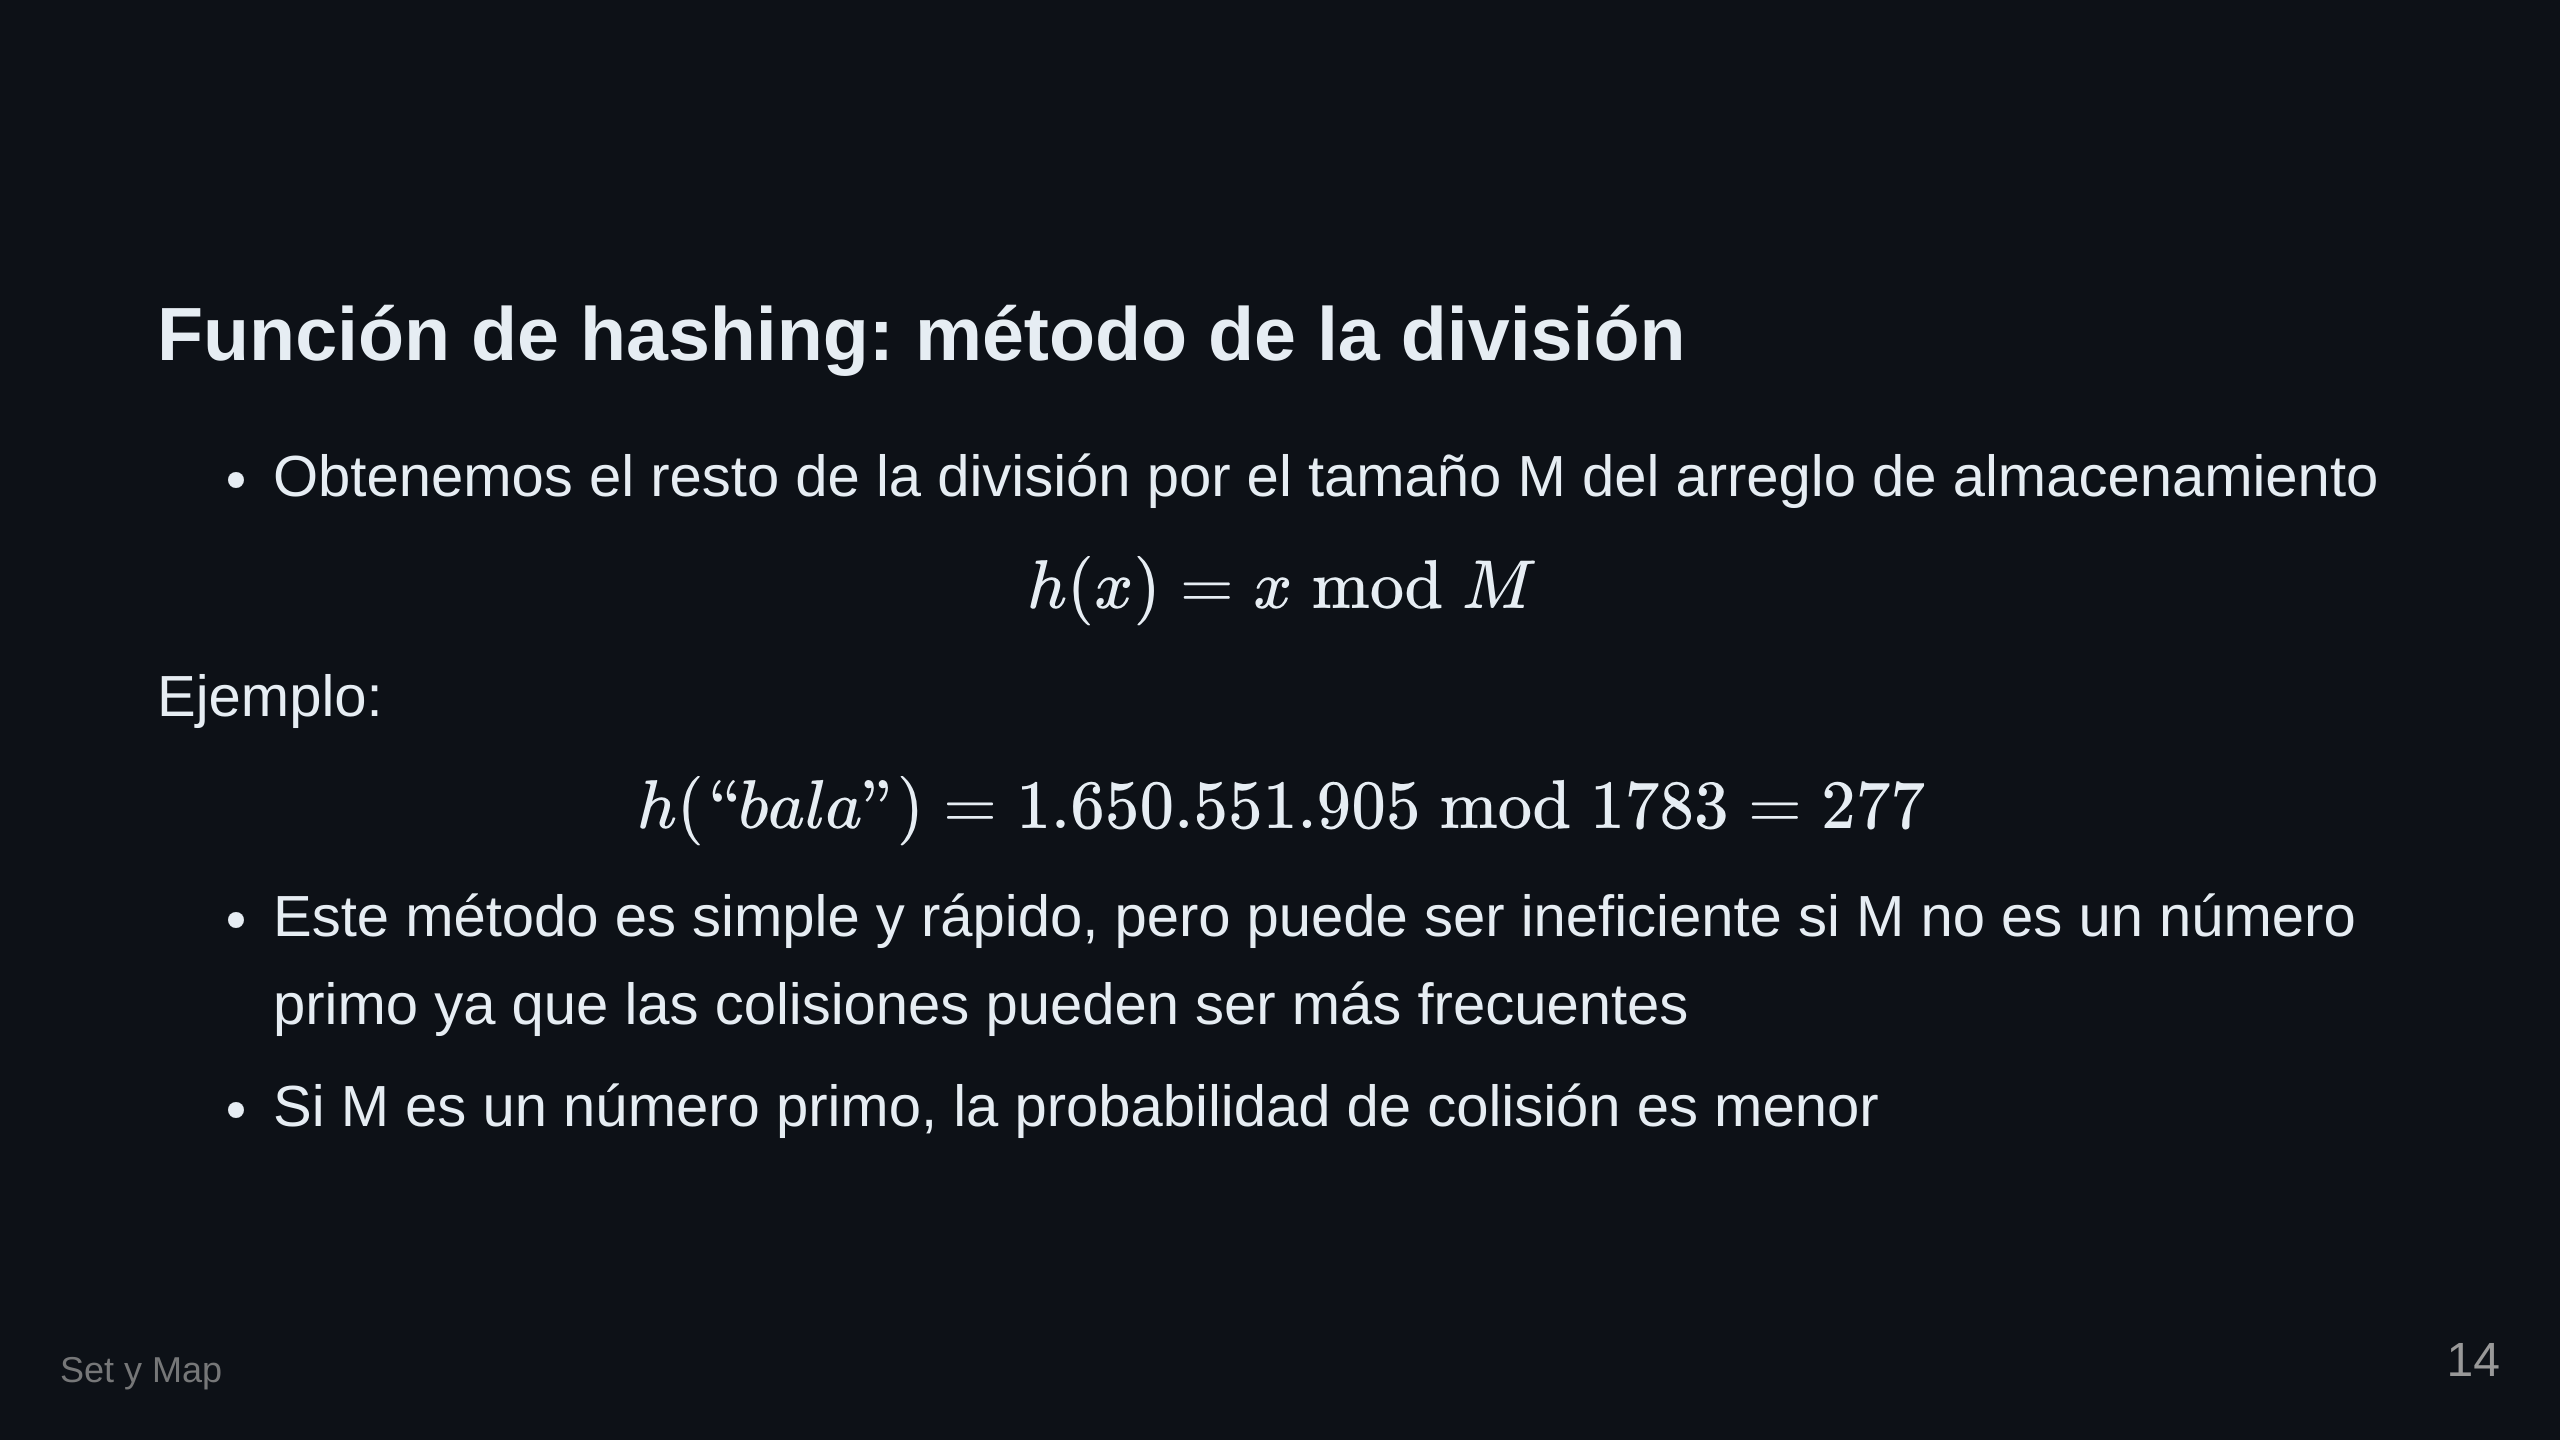 Función de hashing: método de la división
• Obtenemos el resto de la división por el tamaño M del arreglo de almacenamiento
h(x) = x mod M
Ejemplo:
h(“bala”) = 1.650.551.905 mod 1783 = 277
• Este método es simple y rápido, pero puede ser ineficiente si M no es un número
primo ya que las colisiones pueden ser más frecuentes
• Si M es un número primo, la probabilidad de colisión es menor
Set y Map
14